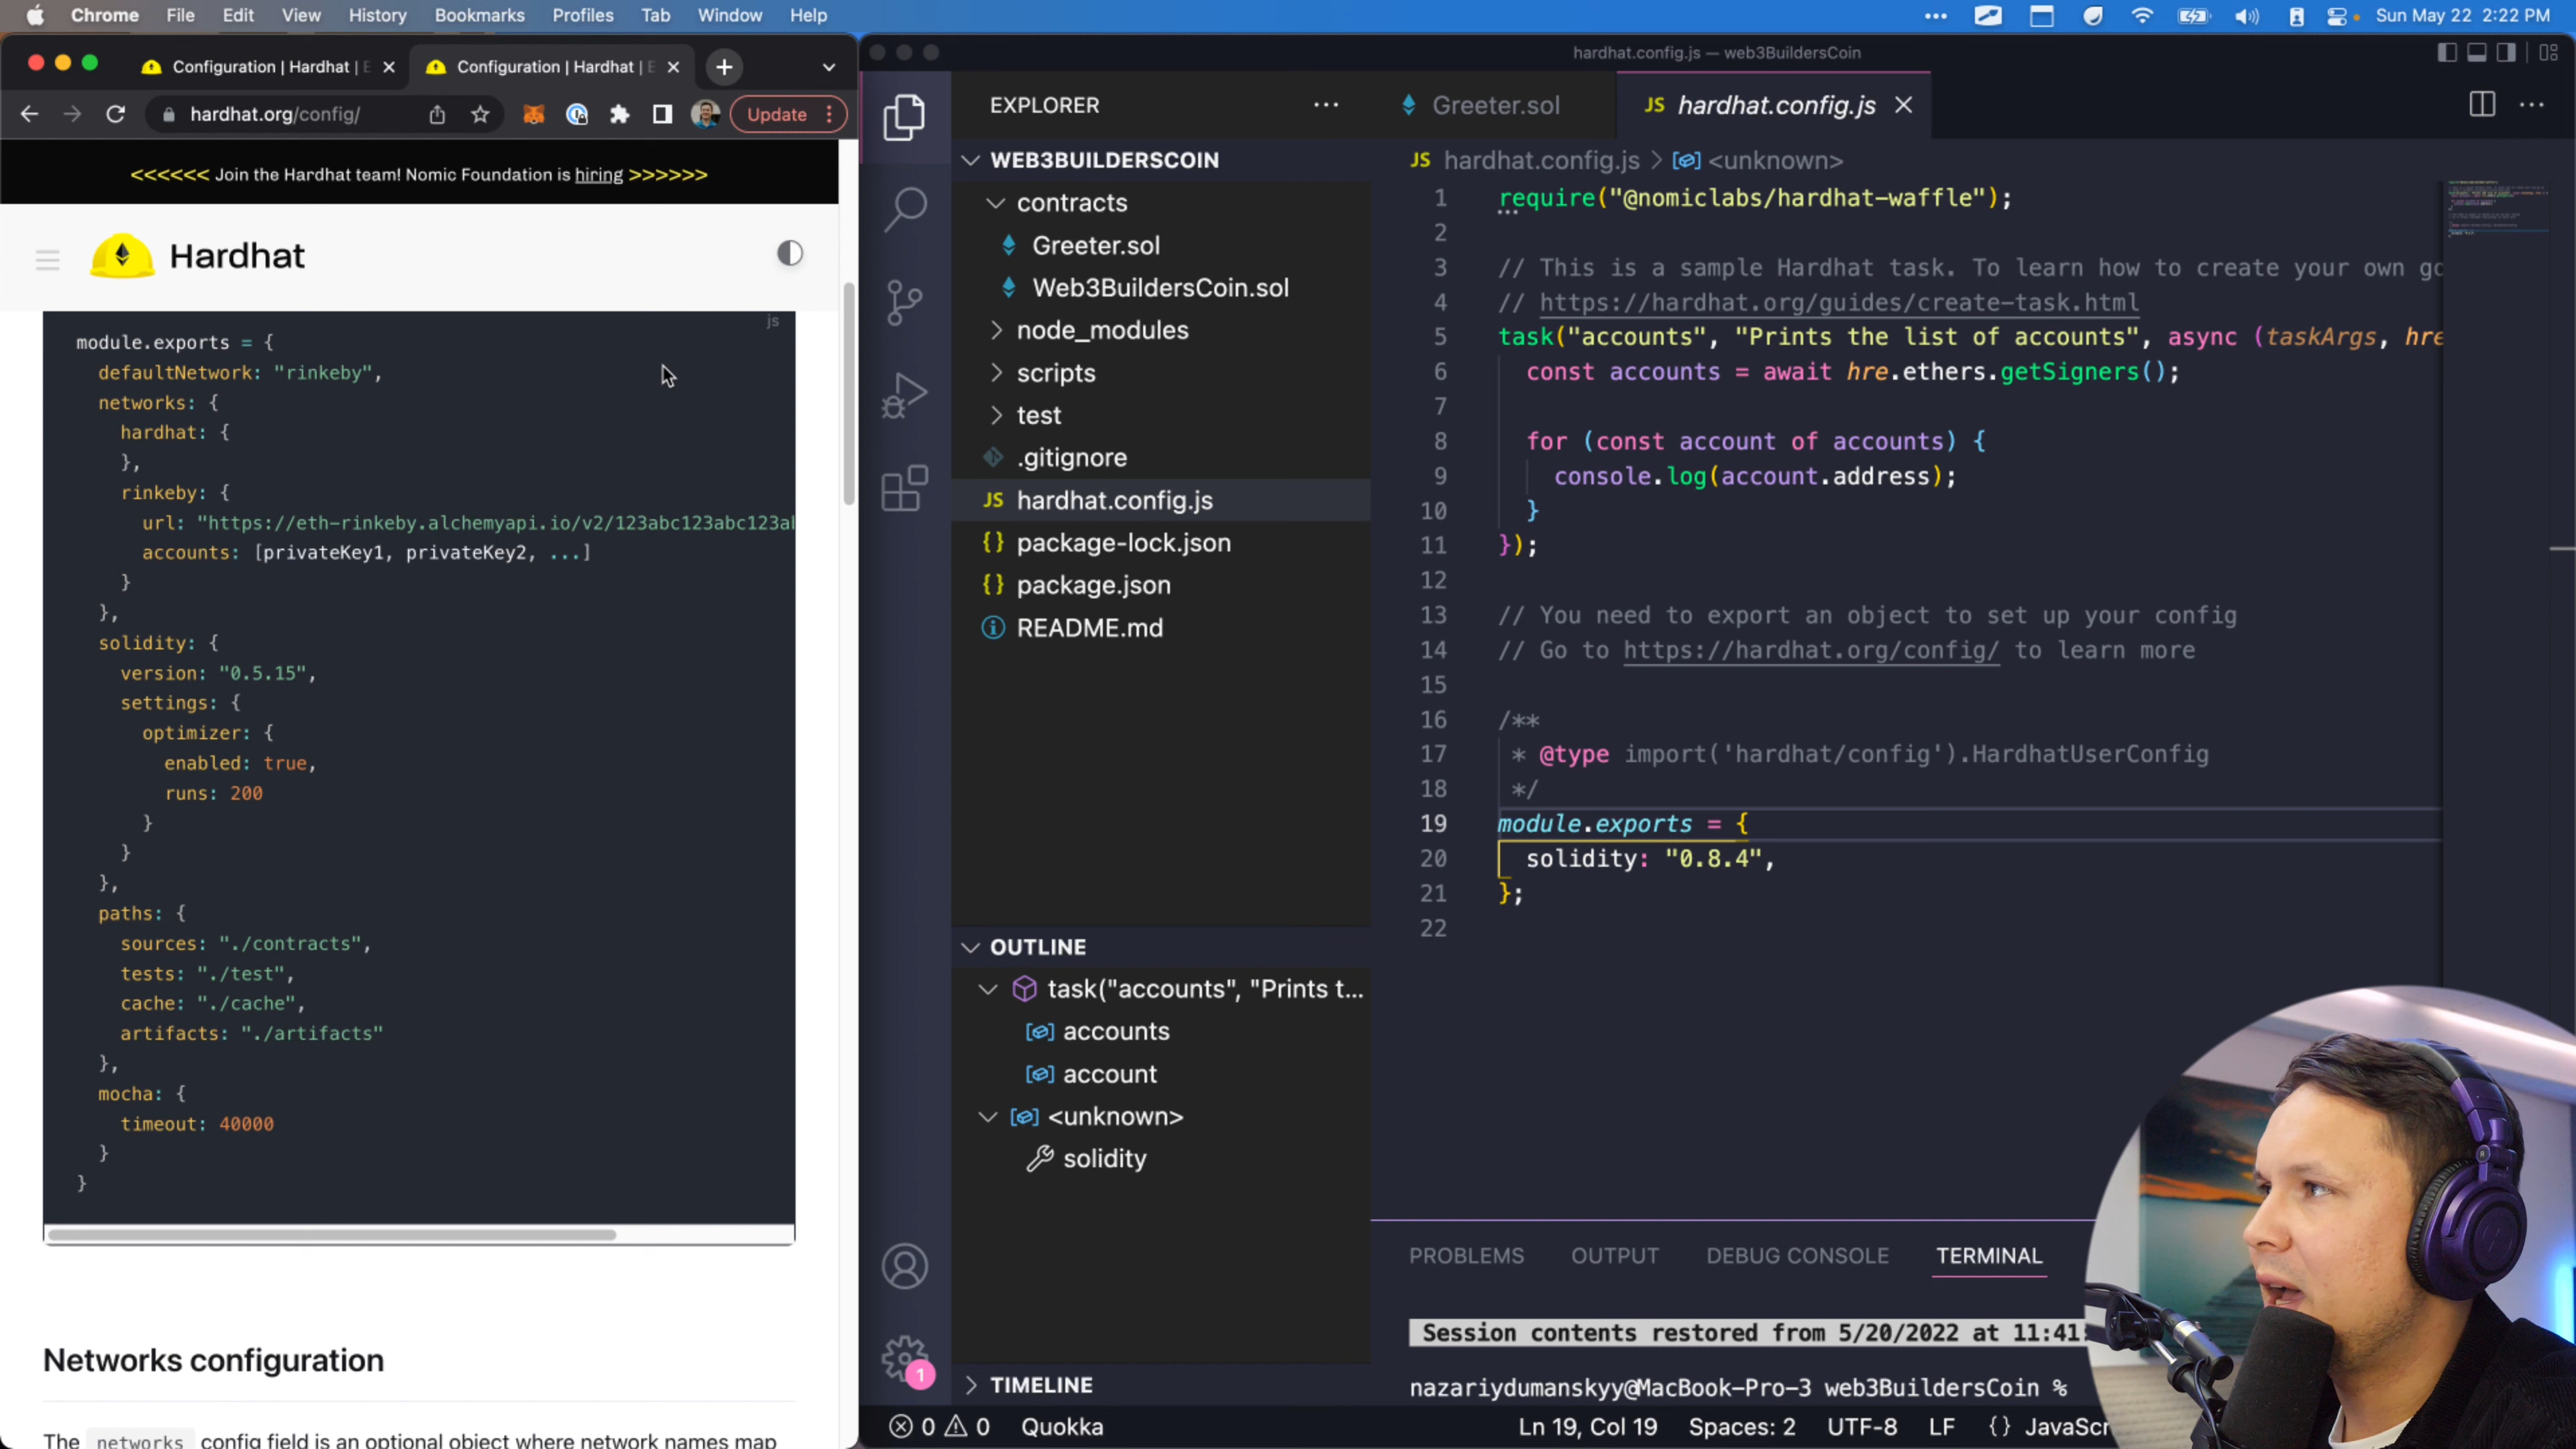 Chrome File Edit View History Bookmarks Profiles Tab Window Help
Sun May 22 2:22 PM
Configuration | Hardhat | E
Configuration | Hardhat | E
hardhat.org/config/
Update
<<<<<< Join the Hardhat team! Nomic Foundation is hiring >>>>>>
Hardhat
js
module.exports = {
defaultNetwork: "rinkeby",
networks: {
hardhat: {
},
rinkeby: {
url: "https://eth-rinkeby.alchemyapi.io/v2/123abc123abc123ab
accounts: [privateKey1, privateKey2, ...]
}
},
solidity: {
version: "0.5.15",
settings: {
optimizer: {
enabled: true,
runs: 200
}
}
},
paths: {
sources: "./contracts",
tests: "./test",
cache: "./cache",
artifacts: "./artifacts"
},
mocha: {
timeout: 40000
}
}
Networks configuration
The networks config field is an optional object where network names map
hardhat.config.js — web3BuildersCoin
EXPLORER
WEB3BUILDERSCOIN
contracts
Greeter.sol
Web3BuildersCoin.sol
node_modules
scripts
test
.gitignore
JS hardhat.config.js
{} package-lock.json
{} package.json
README.md
OUTLINE
task("accounts", "Prints t...
accounts
account
<unknown>
solidity
TIMELINE
1
Greeter.sol
JS hardhat.config.js
JS hardhat.config.js > <unknown>
1 require("@nomiclabs/hardhat-waffle");
2
3 // This is a sample Hardhat task. To learn how to create your own go
4 // https://hardhat.org/guides/create-task.html
5 task("accounts", "Prints the list of accounts", async (taskArgs, hre
6 const accounts = await hre.ethers.getSigners();
7
8 for (const account of accounts) {
9 console.log(account.address);
10 }
11 });
12
13 // You need to export an object to set up your config
14 // Go to https://hardhat.org/config/ to learn more
15
16 /**
17 * @type import('hardhat/config').HardhatUserConfig
18 */
19 module.exports = {
20 solidity: "0.8.4",
21 };
22
PROBLEMS OUTPUT DEBUG CONSOLE TERMINAL
Session contents restored from 5/20/2022 at 11:41:
nazariydumanskyy@MacBook-Pro-3 web3BuildersCoin %
0 0 Quokka
Ln 19, Col 19 Spaces: 2 UTF-8 LF {} JavaScr